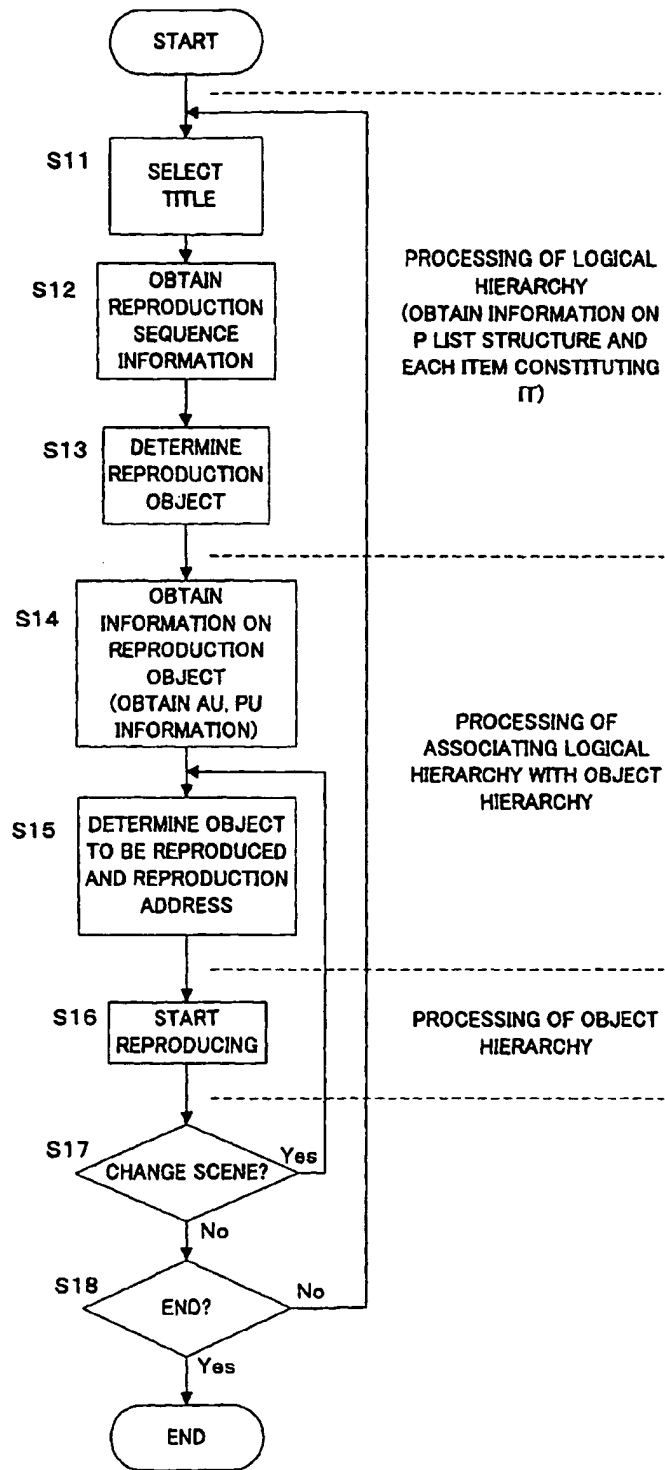 START
S11
SELECT
TITLE
S12
OBTAIN
REPRODUCTION
SEQUENCE
INFORMATION
PROCESSING OF LOGICAL
HIERARCHY
(OBTAIN INFORMATION ON
P LIST STRUCTURE AND
EACH ITEM CONSTITUTING
IT)
S13
DETERMINE
REPRODUCTION
OBJECT
S14
OBTAIN
INFORMATION ON
REPRODUCTION
OBJECT
(OBTAIN AU, PU
INFORMATION)
PROCESSING OF
ASSOCIATING LOGICAL
HIERARCHY WITH OBJECT
HIERARCHY
S15
DETERMINE OBJECT
TO BE REPRODUCED
AND REPRODUCTION
ADDRESS
S16
START
REPRODUCING
PROCESSING OF OBJECT
HIERARCHY
S17
CHANGE SCENE?
Yes
No
S18
END?
No
Yes
END